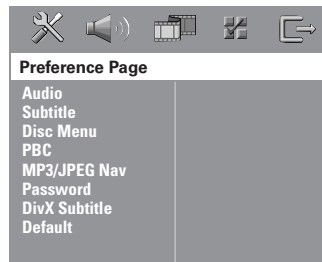 Preference Page
Audio
Subtitle
Disc Menu
PBC
MP3/JPEG Nav
Password
DivX Subtitle
Default